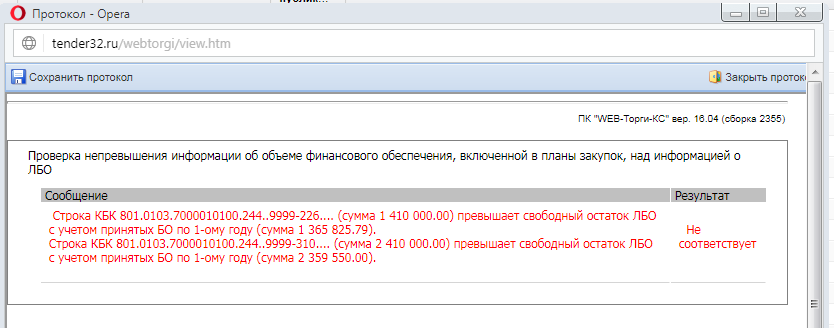 публик...
Протокол - Opera
tender32.ru/webtorgi/view.htm
Сохранить протокол
Закрыть проток
ПК "WEB-Торги-КС" вер. 16.04 (сборка 2355)
Проверка непревышения информации об объеме финансового обеспечения, включенной в планы закупок, над информацией о
ЛБО
Сообщение
Результат
Строка КБК 801.0103.7000010100.244..9999-226.... (сумма 1 410 000.00) превышает свободный остаток ЛБО
с учетом принятых БО по 1-ому году (сумма 1 365 825.79).
Строка КБК 801.0103.7000010100.244..9999-310.... (сумма 2 410 000.00) превышает свободный остаток ЛБО
с учетом принятых БО по 1-ому году (сумма 2 359 550.00).
Не
соответствует